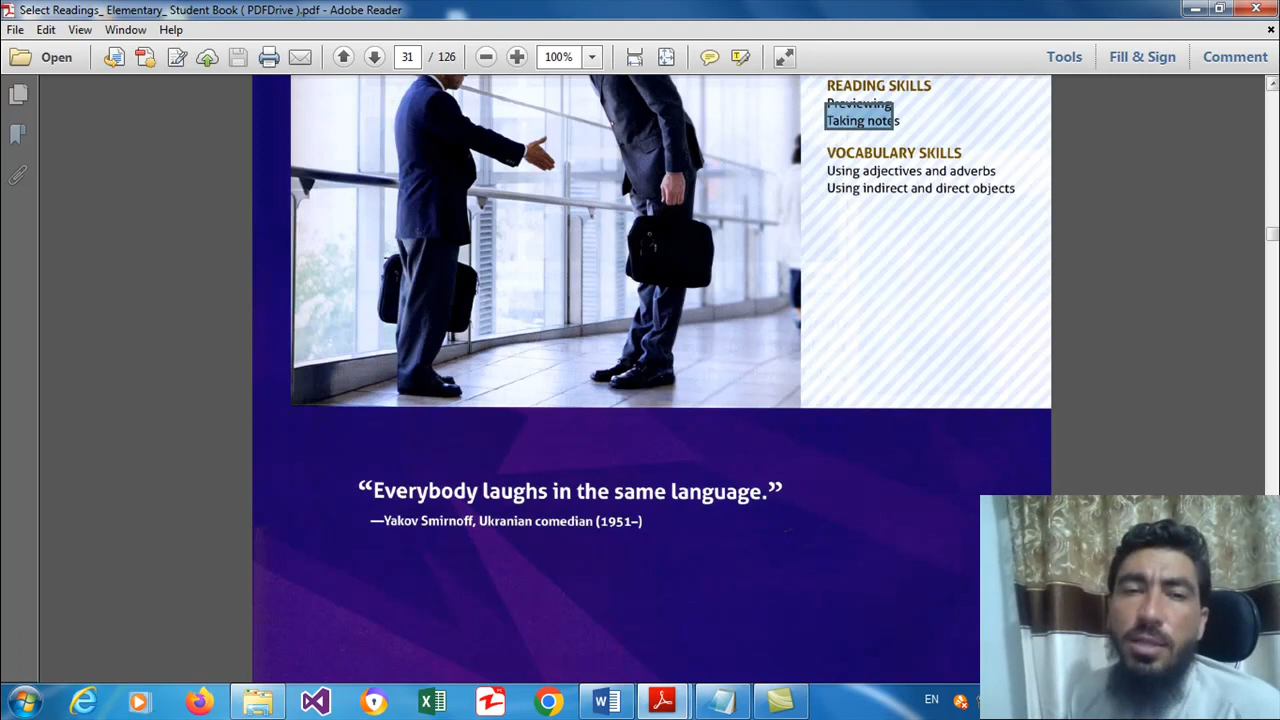 Select Readings_ Elementary_ Student Book ( PDFDrive ).pdf - Adobe Reader
File Edit View Window Help
Open 31 / 126 100% Tools Fill & Sign Comment
READING SKILLS
Previewing
Taking notes
VOCABULARY SKILLS
Using adjectives and adverbs
Using indirect and direct objects
“Everybody laughs in the same language.”
—Yakov Smirnoff, Ukranian comedian (1951–)
EN